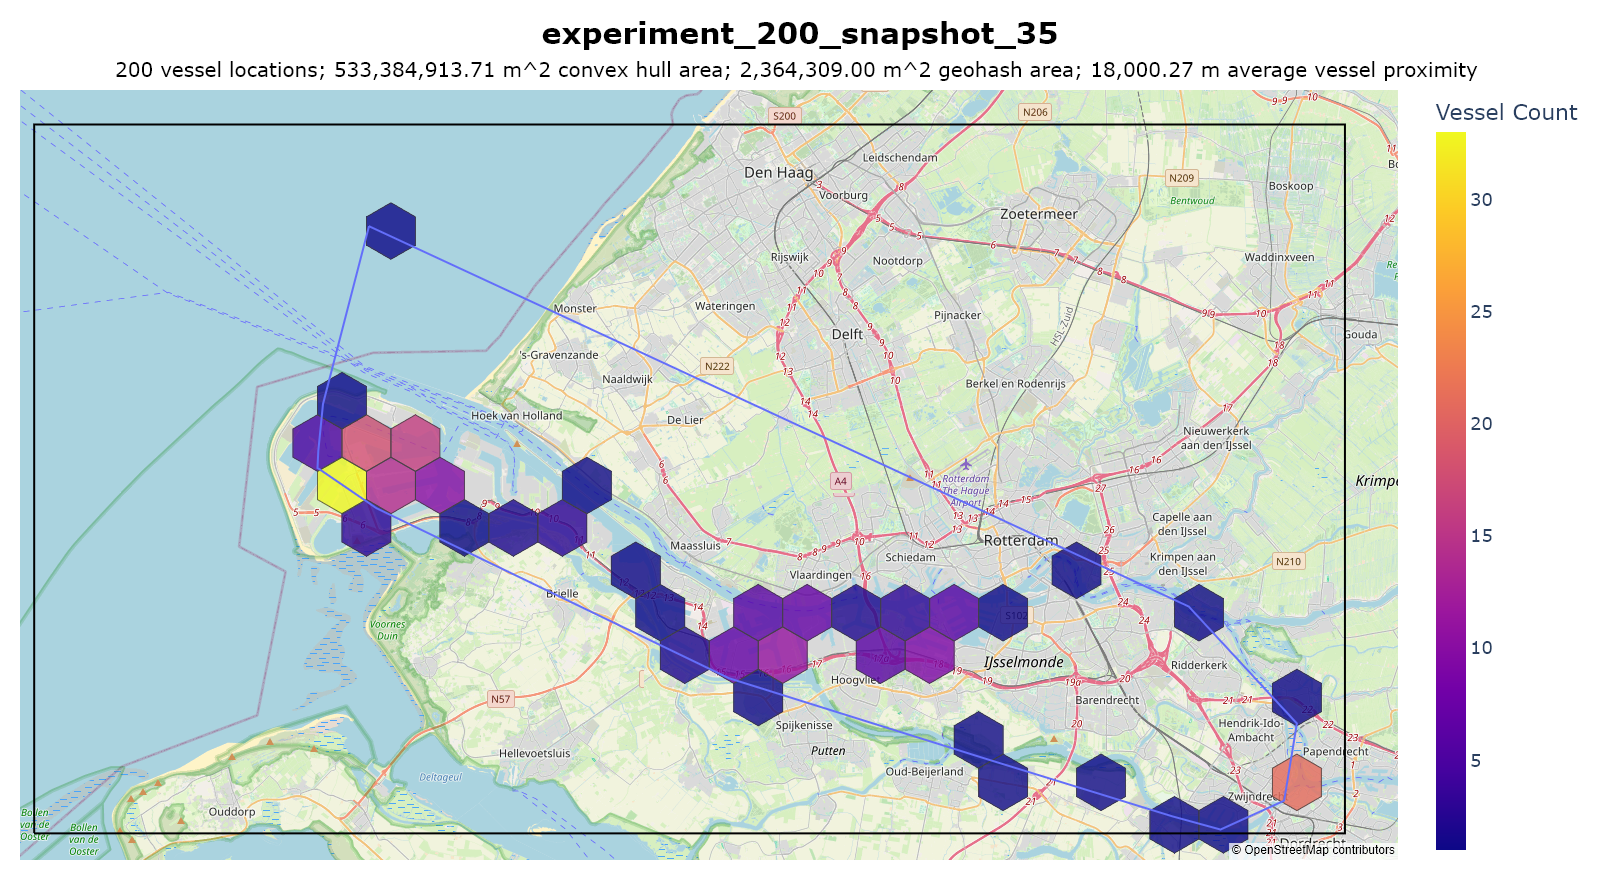 experiment_200_snapshot_35
200 vessel locations; 533,384,913.71 m^2 convex hull area; 2,364,309.00 m^2 geohash area; 18,000.27 m average vessel proximity
Vessel Count
30
25
20
15
10
5
S200
N206
Leidschendam
Den Haag
Voorburg
N209
Boskoop
Bentwoud
Zoetermeer
Rijswijk
Nootdorp
Waddinxveen
Monster
Wateringen
Pijnacker
HSL-Zuid
Delft
Gouda
's-Gravenzande
N222
Naaldwijk
Berkel en Rodenrijs
Hoek van Holland
De Lier
Nieuwerkerk
aan den IJssel
A4
Rotterdam
The Hague
Airport
Capelle aan
den IJssel
Rotterdam
Maassluis
Schiedam
Krimpen aan
den IJssel
N210
Vlaardingen
Brielle
S102
Voornes
Duin
IJsselmonde
Ridderkerk
Hoogvliet
N57
Barendrecht
Spijkenisse
Hendrik-Ido-
Ambacht
Putten
Papendrecht
Hellevoetsluis
Oud-Beijerland
Deltageul
Ouddorp
Bollen
van de
Ooster
Bollen
van de
Ooster
© OpenStreetMap contributors